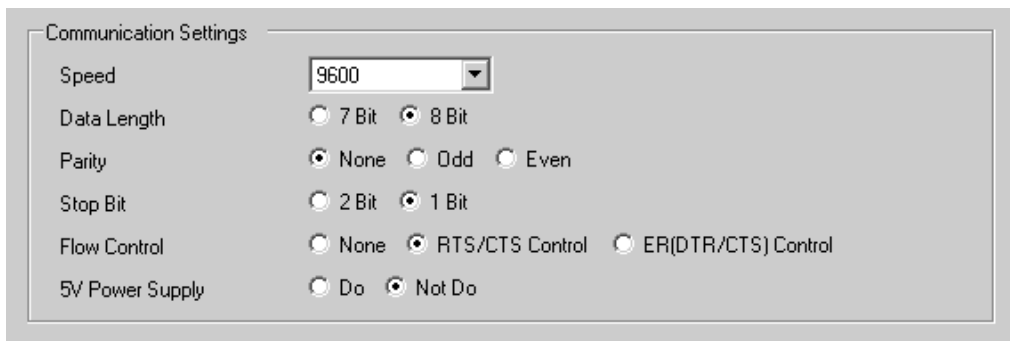 Communication Settings
Speed 9600
Data Length 7 Bit 8 Bit
Parity None Odd Even
Stop Bit 2 Bit 1 Bit
Flow Control None RTS/CTS Control ER(DTR/CTS) Control
5V Power Supply Do Not Do